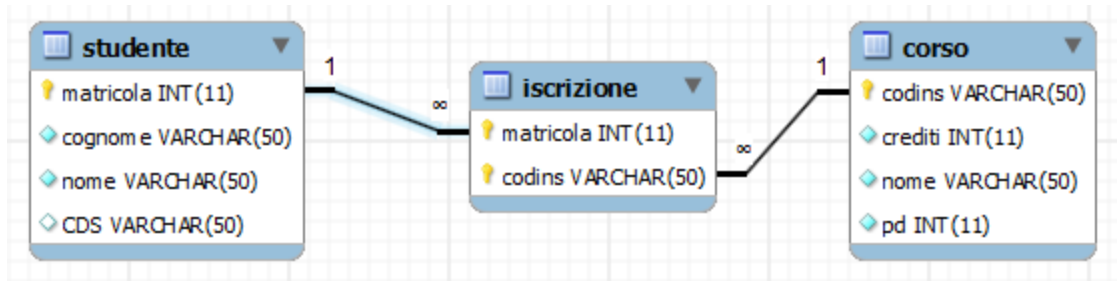 studente
matricola INT(11)
cognome VARCHAR(50)
nome VARCHAR(50)
CDS VARCHAR(50)
1
∞
iscrizione
matricola INT(11)
codins VARCHAR(50)
∞
1
corso
codins VARCHAR(50)
crediti INT(11)
nome VARCHAR(50)
pd INT(11)